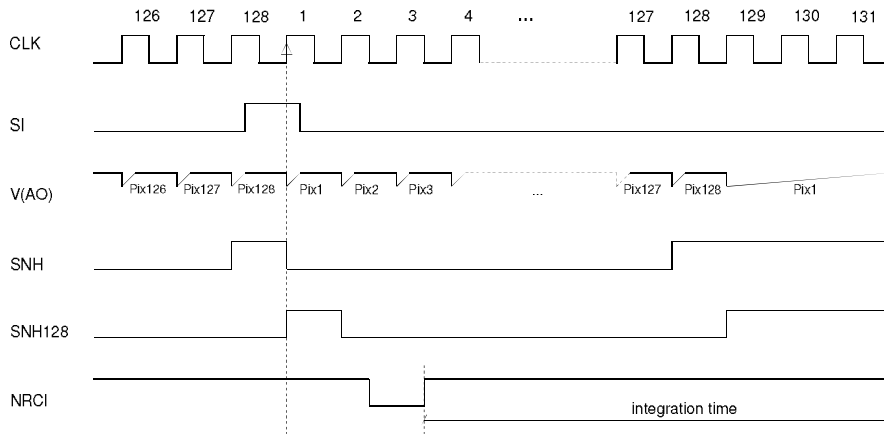 126 127 128 1 2 3 4 ... 127 128 129 130 131
CLK
SI
V(AO) Pix126 Pix127 Pix128 Pix1 Pix2 Pix3 ... Pix127 Pix128 Pix1
SNH
SNH128
NRCI
integration time